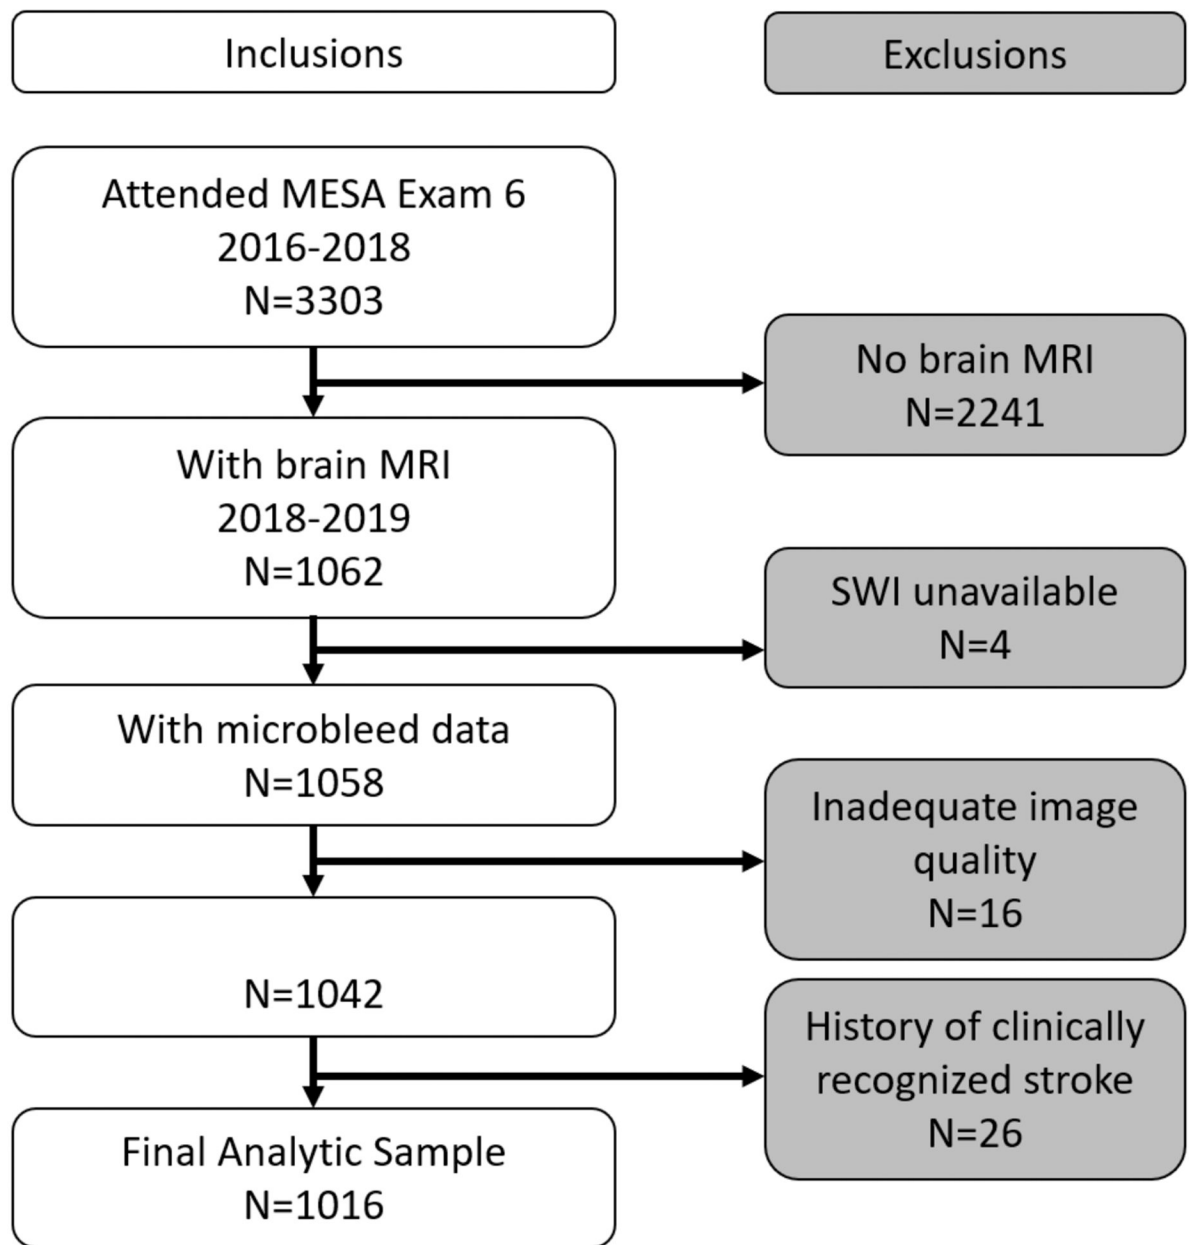 Inclusions
Exclusions
Attended MESA Exam 6
2016-2018
N=3303
No brain MRI
N=2241
With brain MRI
2018-2019
N=1062
SWI unavailable
N=4
With microbleed data
N=1058
Inadequate image
quality
N=16
N=1042
History of clinically
recognized stroke
N=26
Final Analytic Sample
N=1016